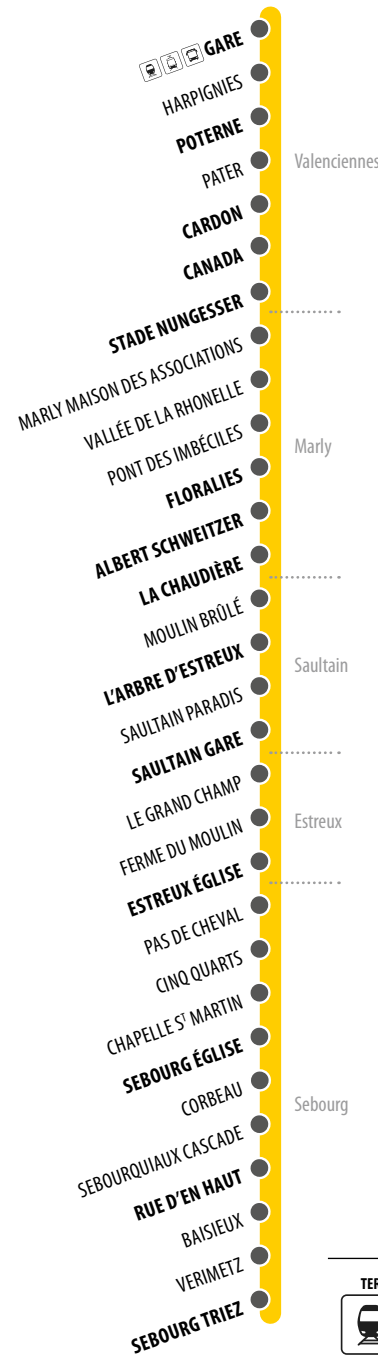 GARE
HARPIGNIES
POTERNE
PATER
Valenciennes
CARDON
CANADA
STADE NUNGESSER
MARLY MAISON DES ASSOCIATIONS
VALLÉE DE LA RHONELLE
PONT DES IMBÉCILES
Marly
FLORALIES
ALBERT SCHWEITZER
LA CHAUDIÈRE
MOULIN BRÛLÉ
L'ARBRE D'ESTREUX
Saultain
SAULTAIN PARADIS
SAULTAIN GARE
LE GRAND CHAMP
FERME DU MOULIN
Estreux
ESTREUX ÉGLISE
PAS DE CHEVAL
CINQ QUARTS
CHAPELLE Sᵀ MARTIN
SEBOURG ÉGLISE
CORBEAU
Sebourg
SEBOURQUIAUX CASCADE
RUE D'EN HAUT
BAISIEUX
VERIMETZ
TER
SEBOURG TRIEZ